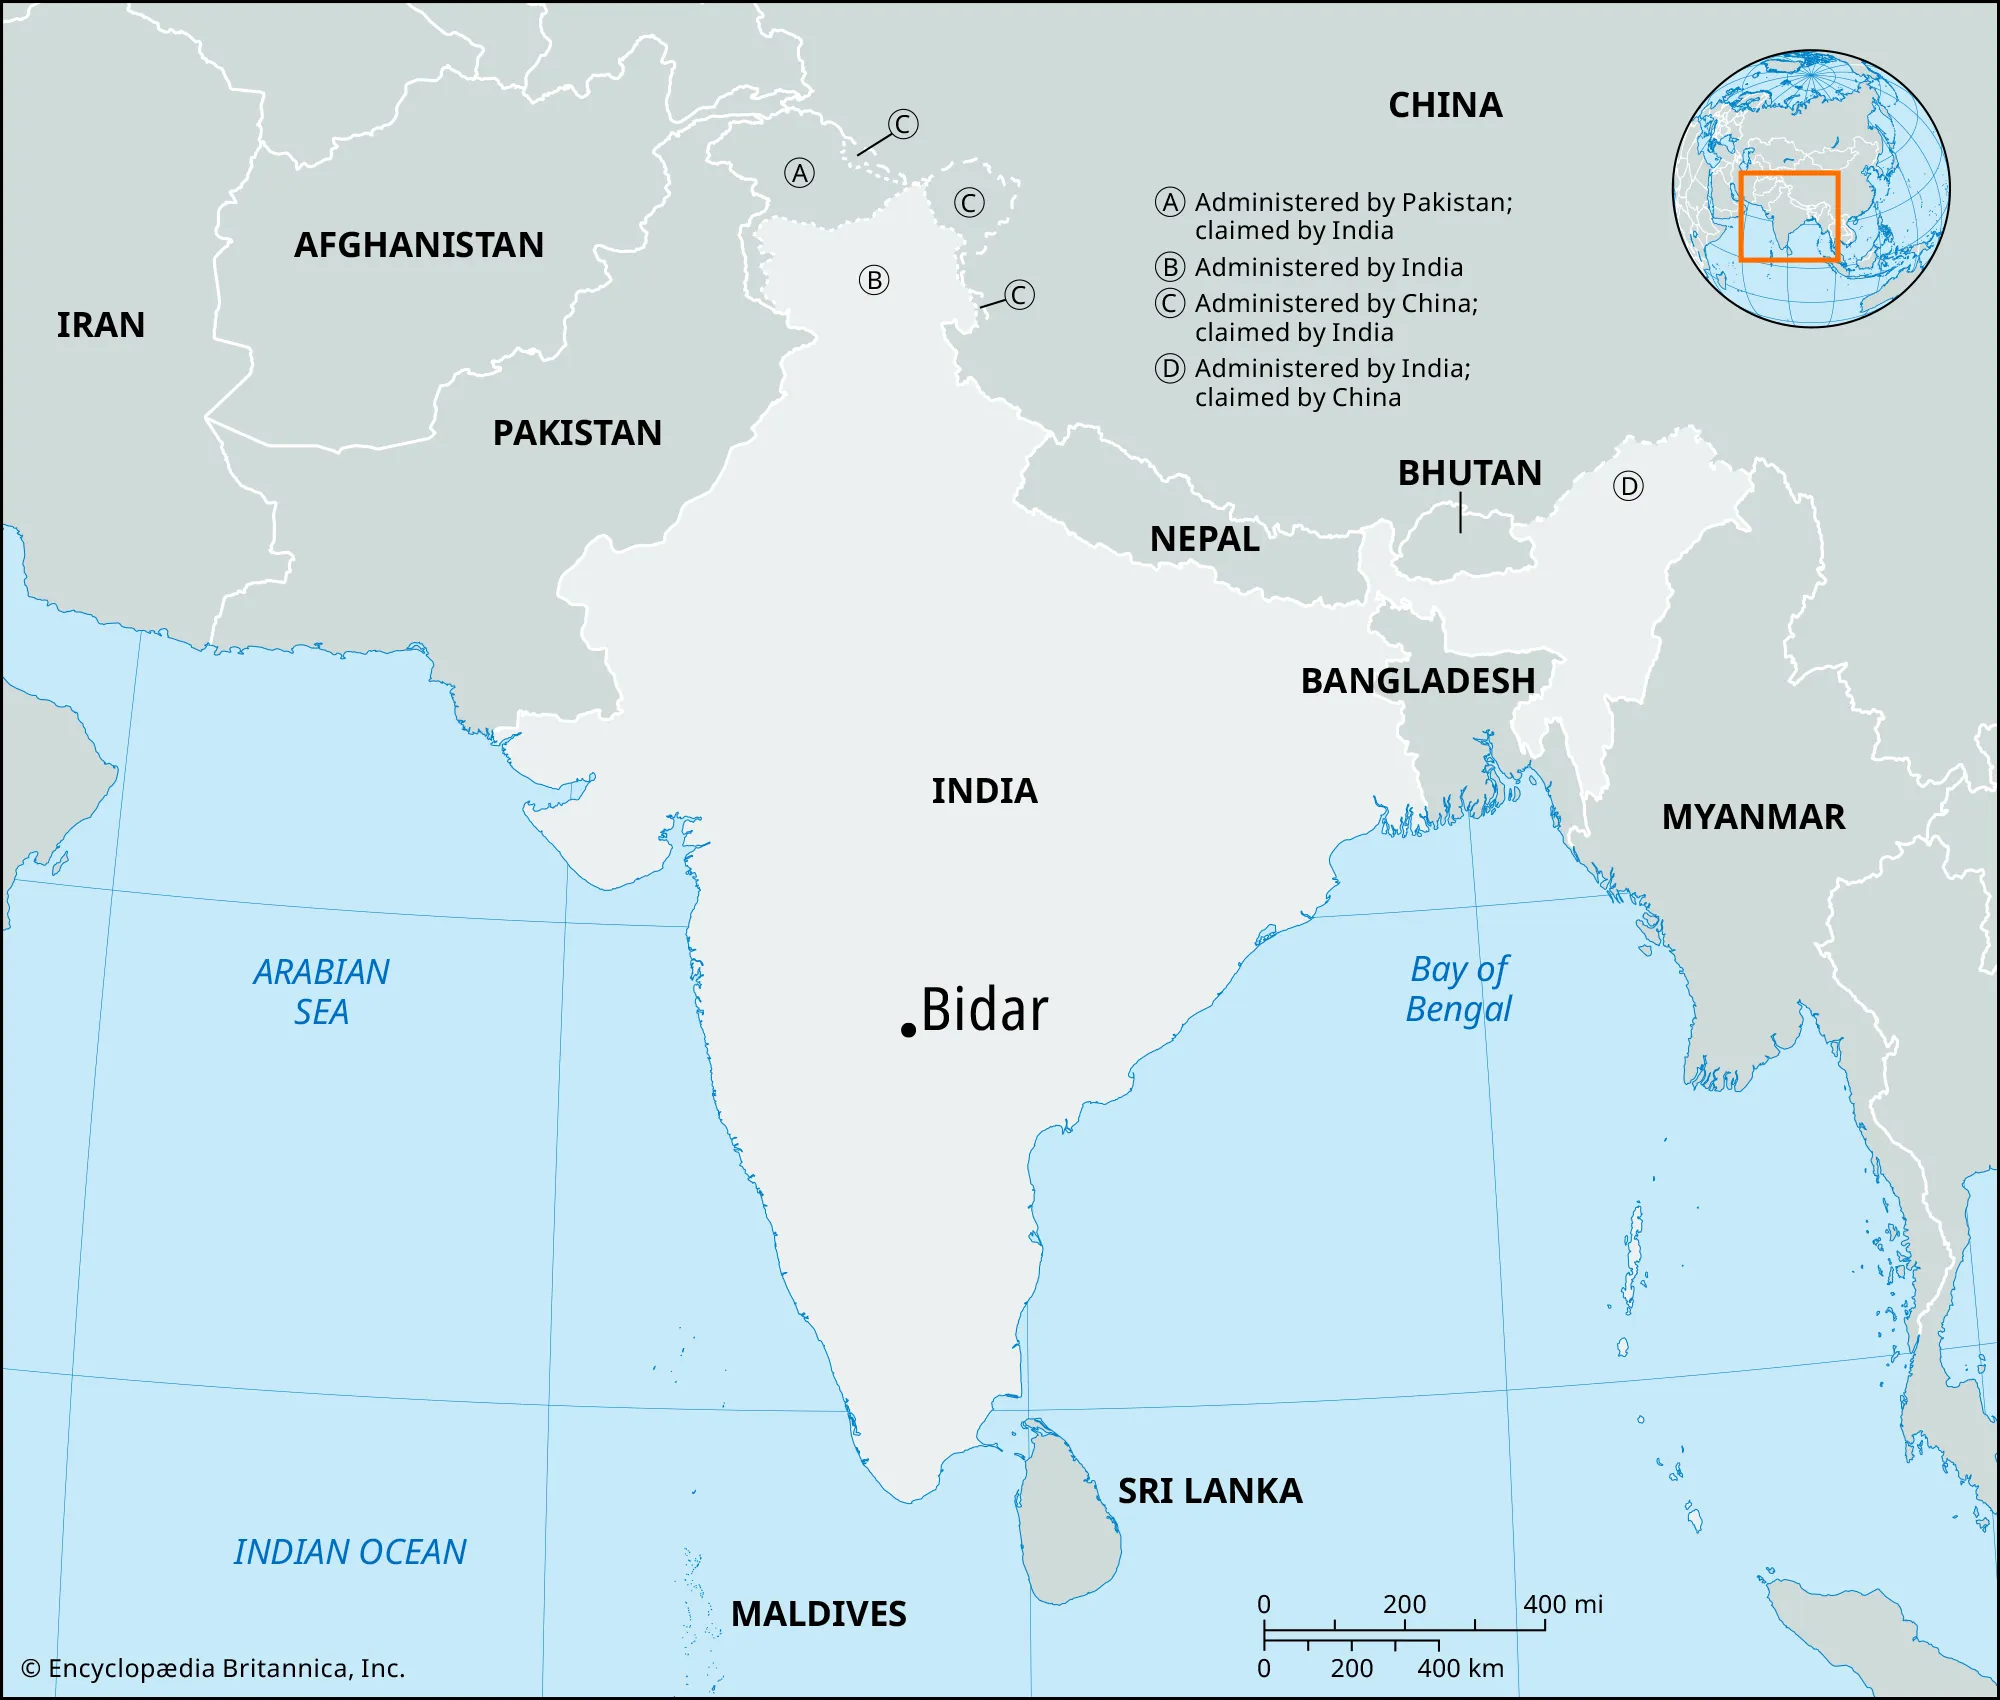 CHINA
Ⓒ
Ⓐ
Ⓒ
Ⓐ Administered by Pakistan;
claimed by India
AFGHANISTAN
Ⓑ Administered by India
Ⓑ
Ⓒ
Ⓒ Administered by China;
claimed by India
IRAN
Ⓓ Administered by India;
claimed by China
PAKISTAN
BHUTAN
Ⓓ
NEPAL
BANGLADESH
INDIA
MYANMAR
ARABIAN
SEA
Bay of
Bengal
Bidar
SRI LANKA
INDIAN OCEAN
MALDIVES
0 200 400 mi
0 200 400 km
© Encyclopædia Britannica, Inc.